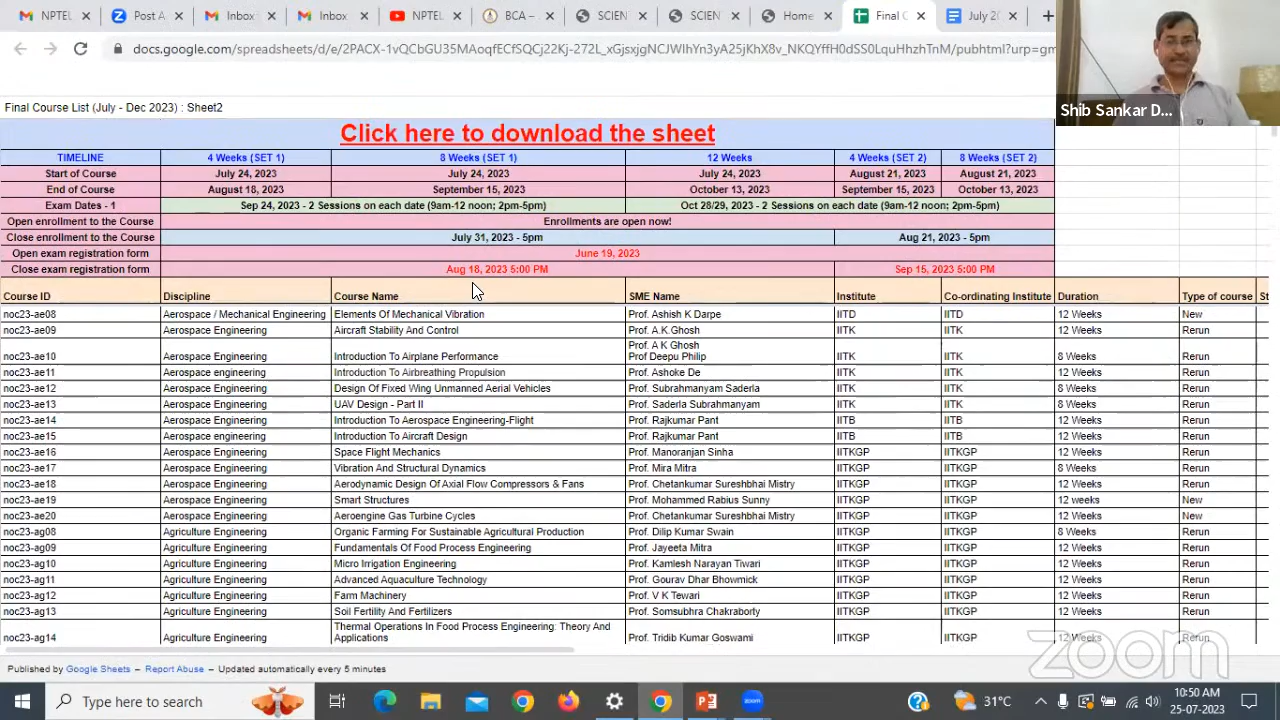 NPTEL × Post A × Inbox × Inbox × NPTEL × BCA – × SCIEN × SCIEN × Home × Final C × July 20 × +
docs.google.com/spreadsheets/d/e/2PACX-1vQCbGU35MAoqfECfSQCj22Kj-272L_xGjsxjgNCJWIhYn3yA25jKhX8v_NKQYffH0dSS0LquHhzhTnM/pubhtml?urp=gm
Shib Sankar D...
Final Course List (July - Dec 2023) : Sheet2
Click here to download the sheet
TIMELINE 4 Weeks (SET 1) 8 Weeks (SET 1) 12 Weeks 4 Weeks (SET 2) 8 Weeks (SET 2)
Start of Course July 24, 2023 July 24, 2023 July 24, 2023 August 21, 2023 August 21, 2023
End of Course August 18, 2023 September 15, 2023 October 13, 2023 September 15, 2023 October 13, 2023
Exam Dates - 1 Sep 24, 2023 - 2 Sessions on each date (9am-12 noon; 2pm-5pm) Oct 28/29, 2023 - 2 Sessions on each date (9am-12 noon; 2pm-5pm)
Open enrollment to the Course Enrollments are open now!
Close enrollment to the Course July 31, 2023 - 5pm Aug 21, 2023 - 5pm
Open exam registration form June 19, 2023
Close exam registration form Aug 18, 2023 5:00 PM Sep 15, 2023 5:00 PM
Course ID Discipline Course Name SME Name Institute Co-ordinating Institute Duration Type of course St
noc23-ae08 Aerospace / Mechanical Engineering Elements Of Mechanical Vibration Prof. Ashish K Darpe IITD IITD 12 Weeks New
noc23-ae09 Aerospace Engineering Aircraft Stability And Control Prof. A.K.Ghosh IITK IITK 12 Weeks Rerun
Prof. A K Ghosh
noc23-ae10 Aerospace Engineering Introduction To Airplane Performance Prof Deepu Philip IITK IITK 8 Weeks Rerun
noc23-ae11 Aerospace engineering Introduction To Airbreathing Propulsion Prof. Ashoke De IITK IITK 12 Weeks Rerun
noc23-ae12 Aerospace Engineering Design Of Fixed Wing Unmanned Aerial Vehicles Prof. Subrahmanyam Saderla IITK IITK 8 Weeks Rerun
noc23-ae13 Aerospace Engineering UAV Design - Part II Prof. Saderla Subrahmanyam IITK IITK 8 Weeks Rerun
noc23-ae14 Aerospace Engineering Introduction To Aerospace Engineering-Flight Prof. Rajkumar Pant IITB IITB 12 Weeks Rerun
noc23-ae15 Aerospace engineering Introduction To Aircraft Design Prof. Rajkumar Pant IITB IITB 12 Weeks Rerun
noc23-ae16 Aerospace Engineering Space Flight Mechanics Prof. Manoranjan Sinha IITKGP IITKGP 12 Weeks Rerun
noc23-ae17 Aerospace Engineering Vibration And Structural Dynamics Prof. Mira Mitra IITKGP IITKGP 8 Weeks Rerun
noc23-ae18 Aerospace Engineering Aerodynamic Design Of Axial Flow Compressors & Fans Prof. Chetankumar Sureshbhai Mistry IITKGP IITKGP 12 Weeks Rerun
noc23-ae19 Aerospace Engineering Smart Structures Prof. Mohammed Rabius Sunny IITKGP IITKGP 12 weeks New
noc23-ae20 Aerospace Engineering Aeroengine Gas Turbine Cycles Prof. Chetankumar Sureshbhai Mistry IITKGP IITKGP 12 Weeks New
noc23-ag08 Agriculture Engineering Organic Farming For Sustainable Agricultural Production Prof. Dilip Kumar Swain IITKGP IITKGP 8 Weeks Rerun
noc23-ag09 Agriculture Engineering Fundamentals Of Food Process Engineering Prof. Jayeeta Mitra IITKGP IITKGP 12 Weeks Rerun
noc23-ag10 Agriculture Engineering Micro Irrigation Engineering Prof. Kamlesh Narayan Tiwari IITKGP IITKGP 12 Weeks Rerun
noc23-ag11 Agriculture Engineering Advanced Aquaculture Technology Prof. Gourav Dhar Bhowmick IITKGP IITKGP 12 Weeks Rerun
noc23-ag12 Agriculture Engineering Farm Machinery Prof. V K Tewari IITKGP IITKGP 12 Weeks Rerun
noc23-ag13 Agriculture Engineering Soil Fertility And Fertilizers Prof. Somsubhra Chakraborty IITKGP IITKGP 12 Weeks Rerun
Thermal Operations In Food Process Engineering: Theory And
noc23-ag14 Agriculture Engineering Applications Prof. Tridib Kumar Goswami IITKGP IITKGP 12 Weeks Rerun
zoom
Published by Google Sheets – Report Abuse – Updated automatically every 5 minutes
Type here to search 31°C 10:50 AM
25-07-2023